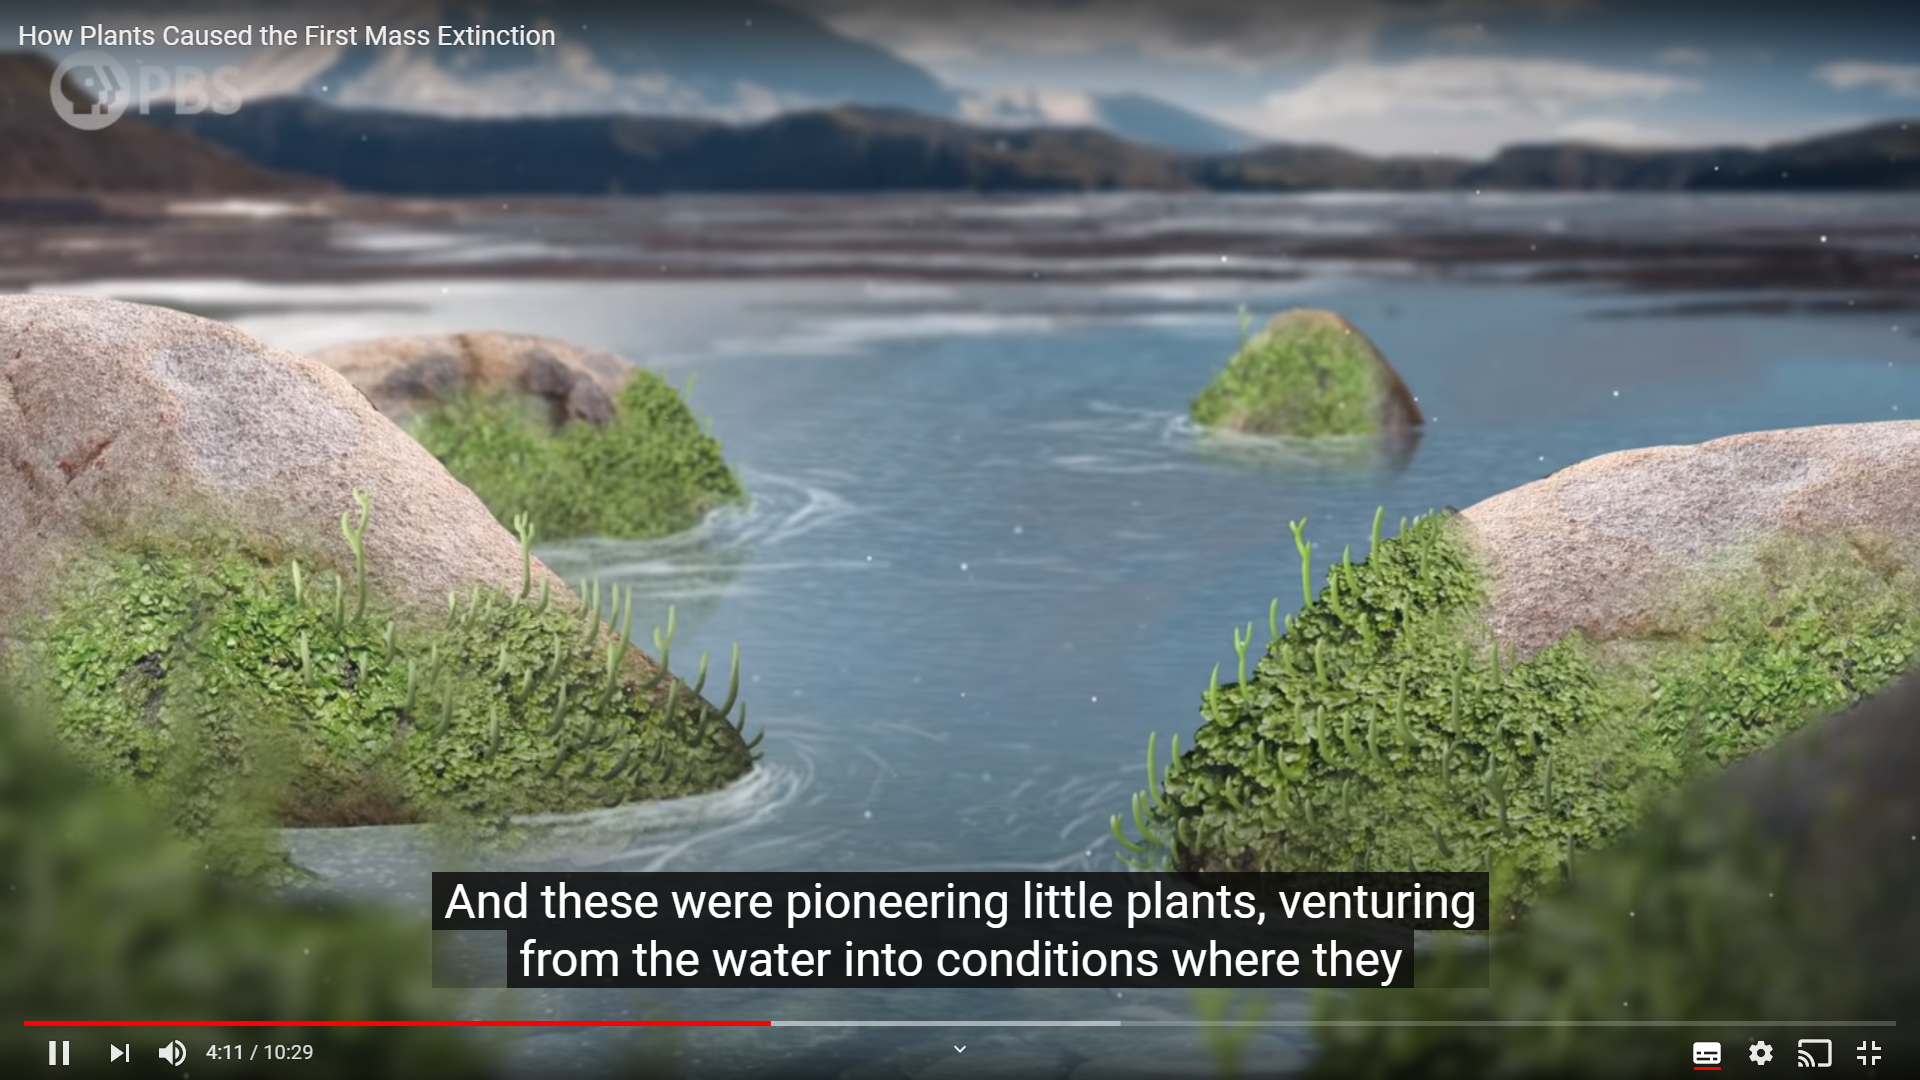 How Plants Caused the First Mass Extinction
PBS
And these were pioneering little plants, venturing
from the water into conditions where they
4:11 / 10:29